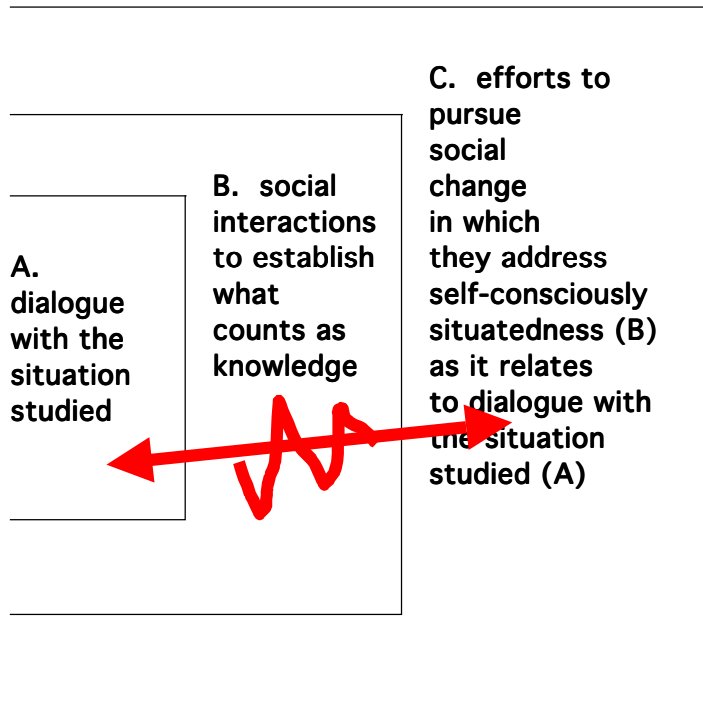 C.  efforts to
pursue
social
change
in which
they address
self-consciously
situatedness (B)
as it relates
to dialogue with
the situation
studied (A)
B.  social
interactions
to establish
what
counts as
knowledge
A.
dialogue
with the
situation
studied